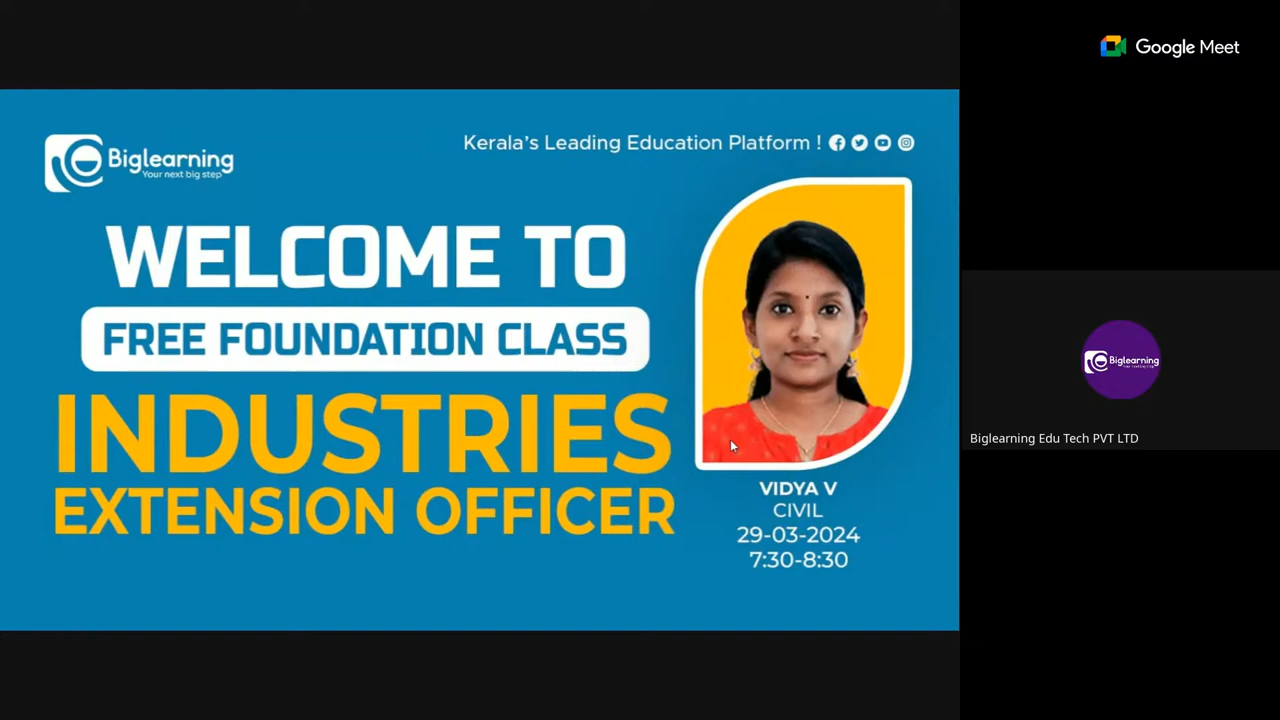 Google Meet
Biglearning
Your next big step
Kerala's Leading Education Platform !
WELCOME TO
FREE FOUNDATION CLASS
INDUSTRIES
EXTENSION OFFICER
VIDYA V
CIVIL
29-03-2024
7:30-8:30
Biglearning
Biglearning Edu Tech PVT LTD